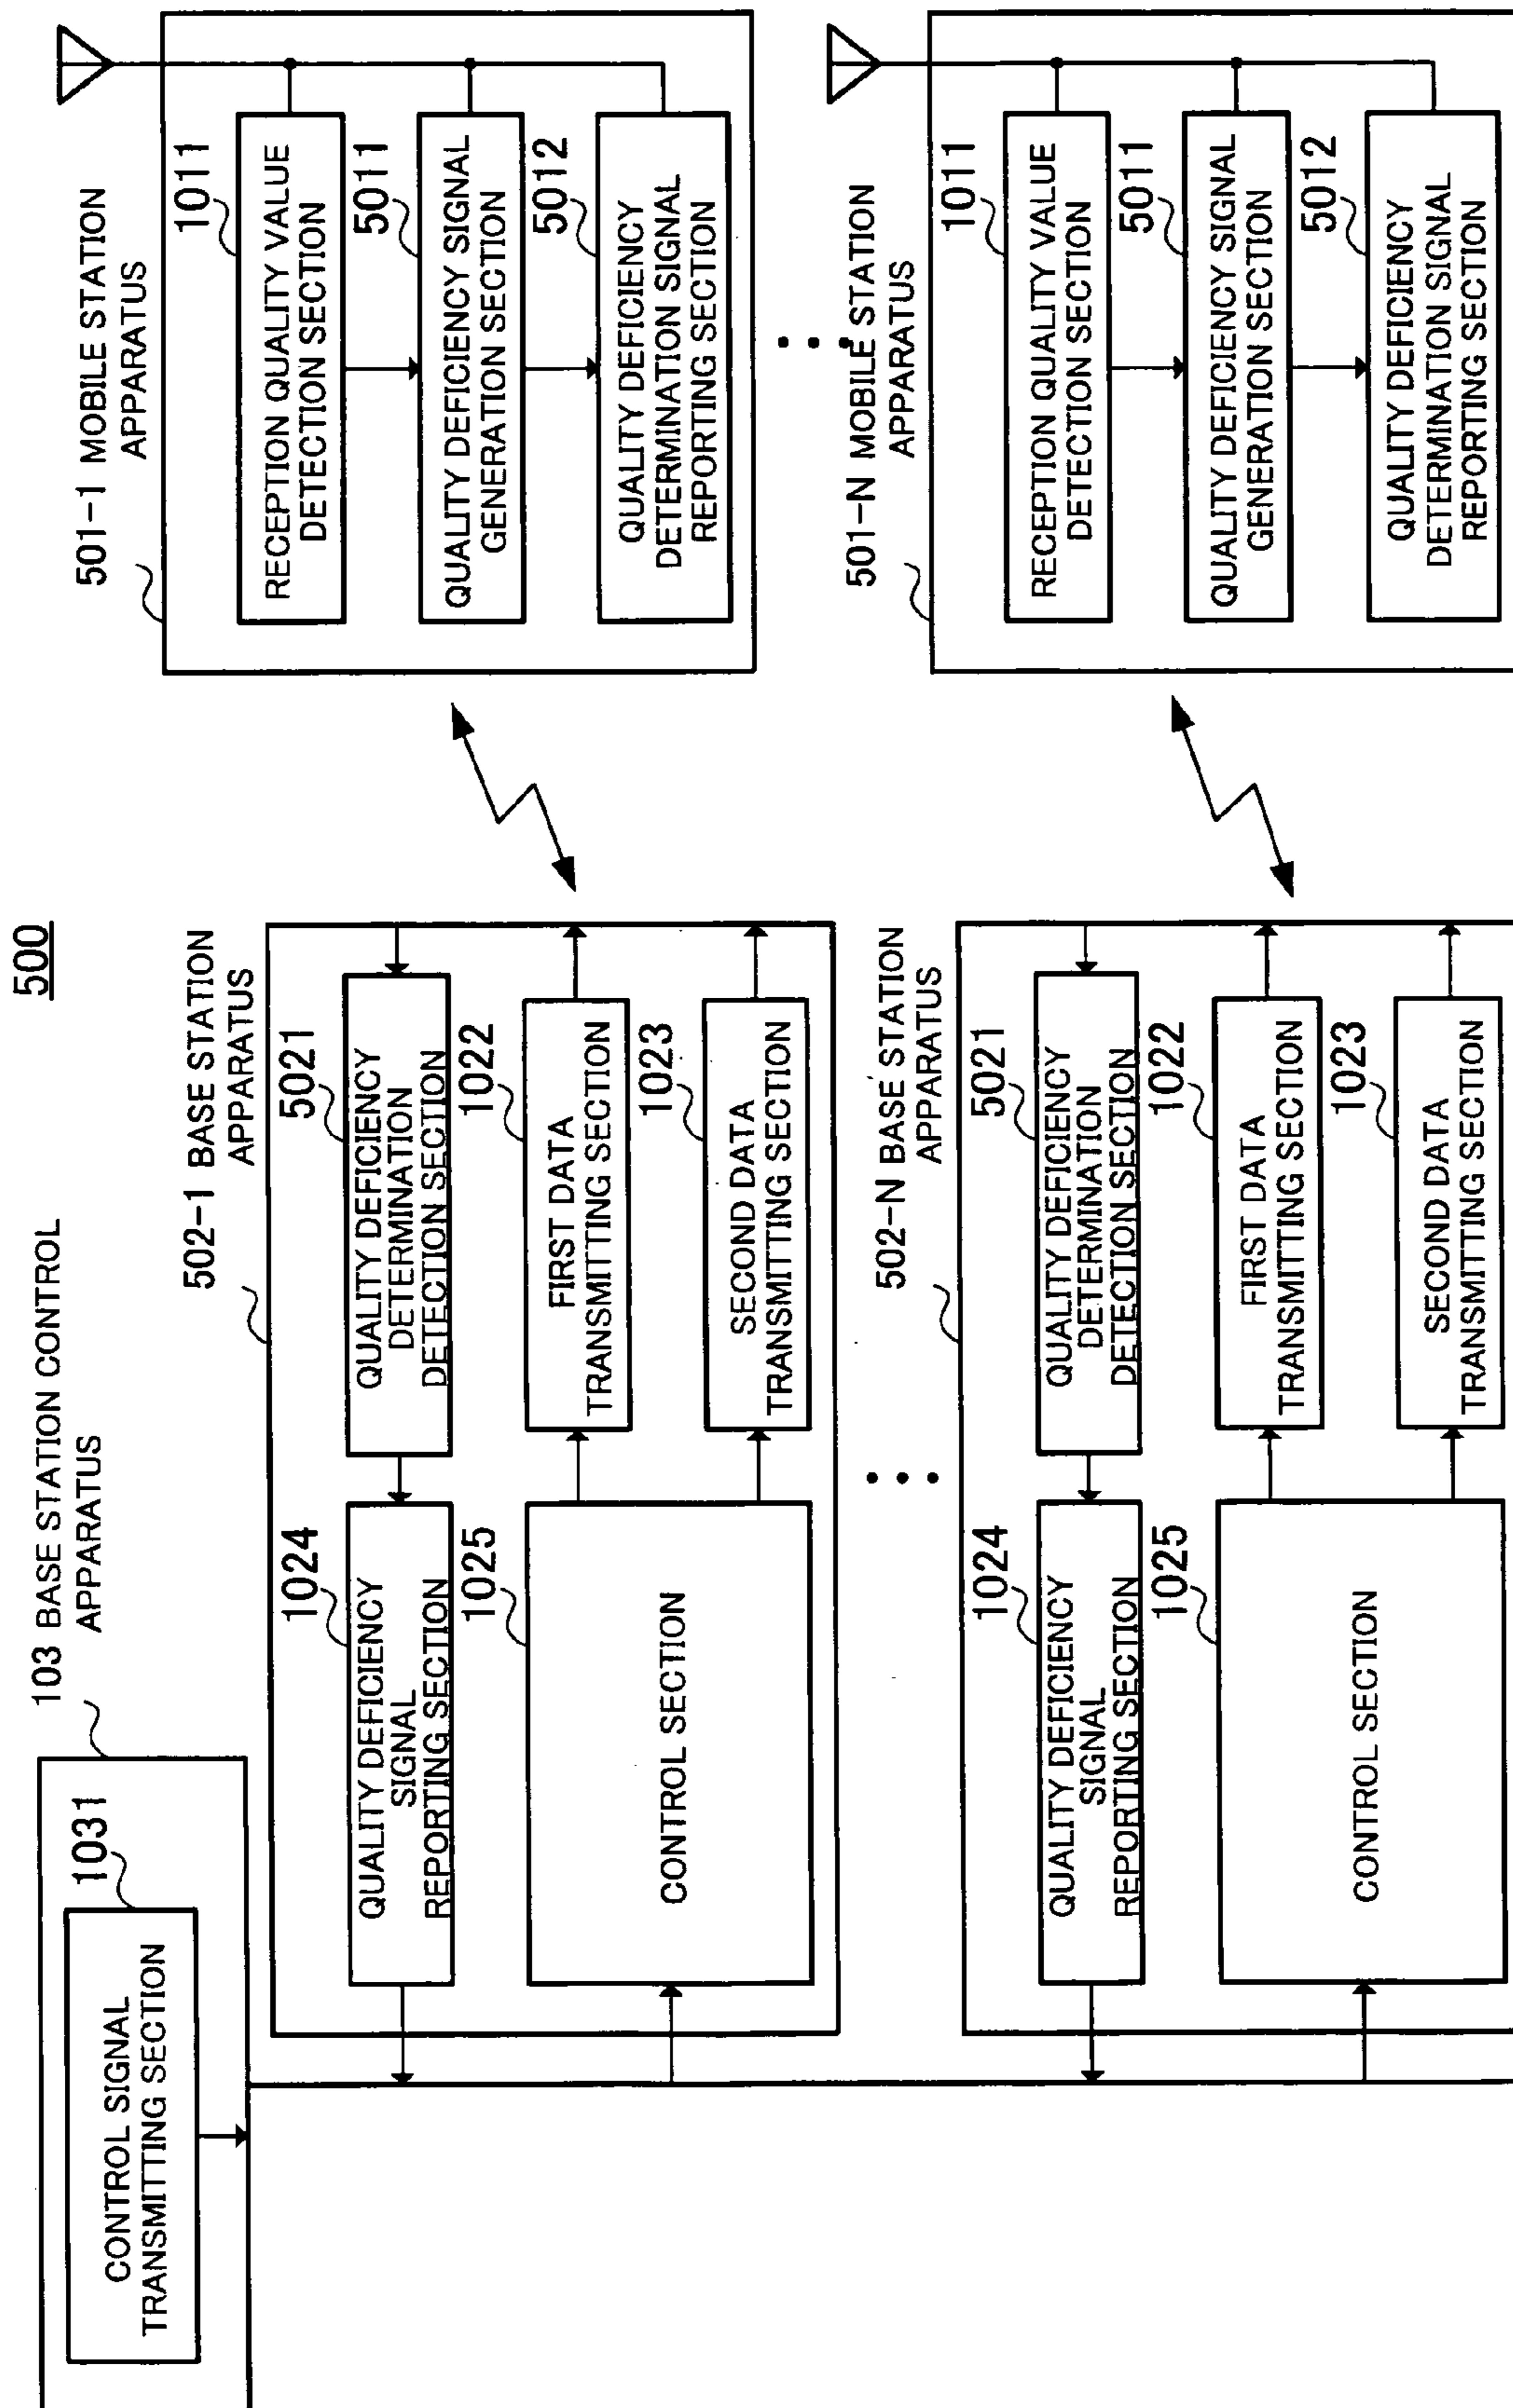 500
103 BASE STATION CONTROL
APPARATUS
1031
CONTROL SIGNAL
TRANSMITTING SECTION
502-1 BASE STATION
APPARATUS
1024
QUALITY DEFICIENCY
SIGNAL
REPORTING SECTION
5021
QUALITY DEFICIENCY
DETERMINATION
DETECTION SECTION
1025
CONTROL SECTION
1022
FIRST DATA
TRANSMITTING SECTION
1023
SECOND DATA
TRANSMITTING SECTION
501-1 MOBILE STATION
APPARATUS
1011
RECEPTION QUALITY VALUE
DETECTION SECTION
5011
QUALITY DEFICIENCY SIGNAL
GENERATION SECTION
5012
QUALITY DEFICIENCY
DETERMINATION SIGNAL
REPORTING SECTION
502-N BASE STATION
APPARATUS
1024
QUALITY DEFICIENCY
SIGNAL
REPORTING SECTION
5021
QUALITY DEFICIENCY
DETERMINATION
DETECTION SECTION
1025
CONTROL SECTION
1022
FIRST DATA
TRANSMITTING SECTION
1023
SECOND DATA
TRANSMITTING SECTION
501-N MOBILE STATION
APPARATUS
1011
RECEPTION QUALITY VALUE
DETECTION SECTION
5011
QUALITY DEFICIENCY SIGNAL
GENERATION SECTION
5012
QUALITY DEFICIENCY
DETERMINATION SIGNAL
REPORTING SECTION